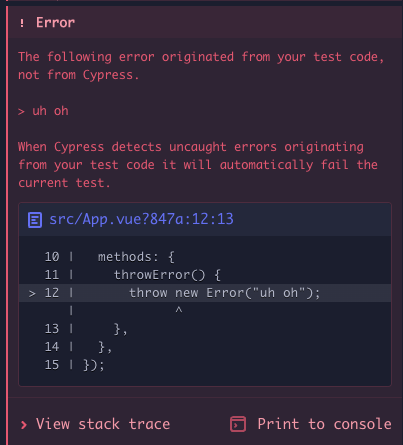 ! Error
The following error originated from your test code,
not from Cypress.
> uh oh
When Cypress detects uncaught errors originating
from your test code it will automatically fail the
current test.
src/App.vue?847a:12:13
10 |   methods: {
11 |     throwError() {
> 12 |       throw new Error("uh oh");
|             ^
13 |     },
14 |   },
15 | });
> View stack trace
>_ Print to console